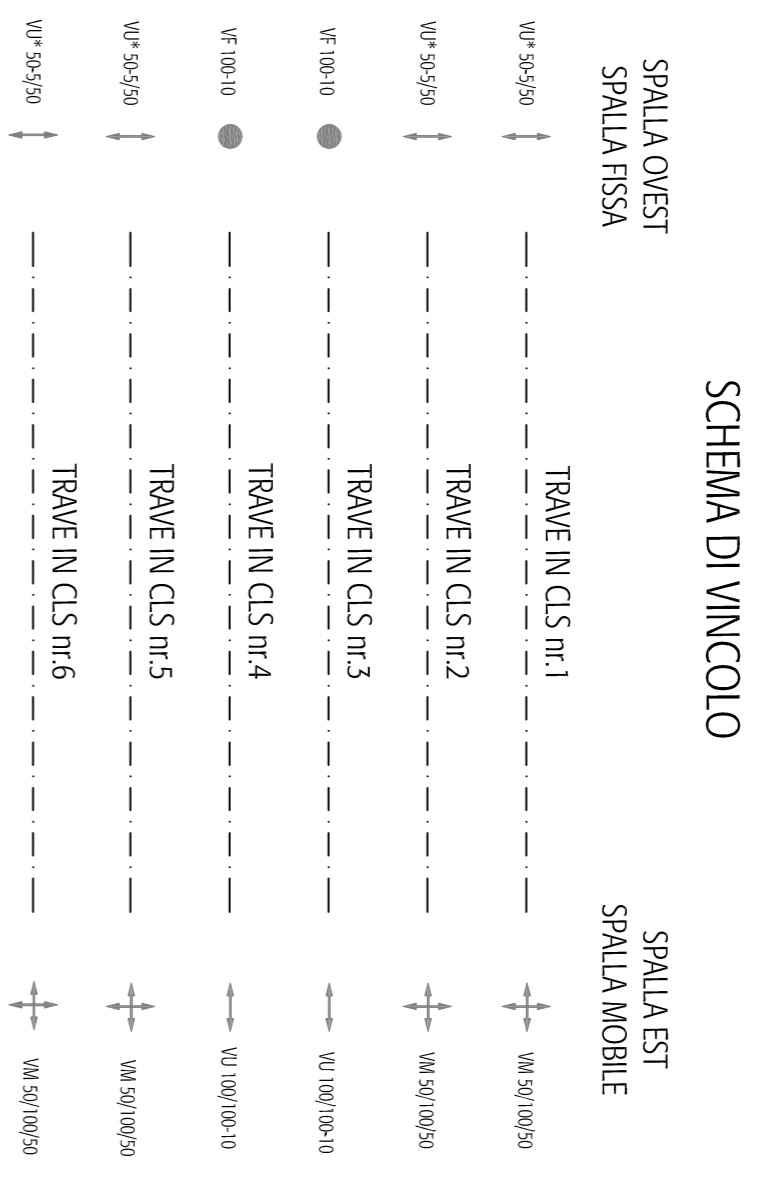 SCHEMA DI VINCOLO
SPALLA OVEST
SPALLA FISSA
SPALLA EST
SPALLA MOBILE
VU* 50-5/50
TRAVE IN CLS nr.1
VM 50/100/50
VU* 50-5/50
TRAVE IN CLS nr.2
VM 50/100/50
VF 100-10
TRAVE IN CLS nr.3
VU 100/100-10
VF 100-10
TRAVE IN CLS nr.4
VU 100/100-10
VU* 50-5/50
TRAVE IN CLS nr.5
VM 50/100/50
VU* 50-5/50
TRAVE IN CLS nr.6
VM 50/100/50